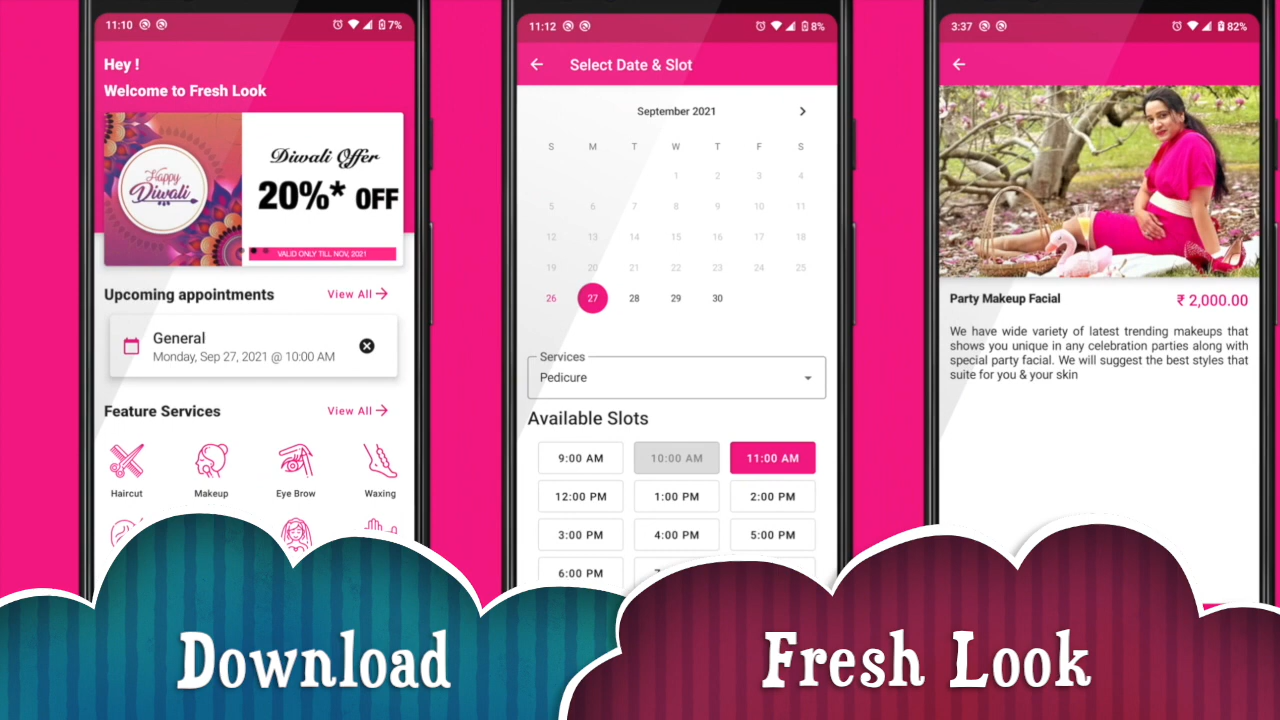 11:10
7%
Hey !
Welcome to Fresh Look
Happy
Diwali
Diwali Offer
20%* OFF
VALID ONLY TILL NOV, 2021
Upcoming appointments
View All
General
Monday, Sep 27, 2021 @ 10:00 AM
Feature Services
View All
Haircut
Makeup
Eye Brow
Waxing
11:12
8%
Select Date & Slot
September 2021
S M T W T F S
1 2 3 4
5 6 7 8 9 10 11
12 13 14 15 16 17 18
19 20 21 22 23 24 25
26 27 28 29 30
Services
Pedicure
Available Slots
9:00 AM 10:00 AM 11:00 AM
12:00 PM 1:00 PM 2:00 PM
3:00 PM 4:00 PM 5:00 PM
6:00 PM
3:37
82%
Party Makeup Facial
₹ 2,000.00
We have wide variety of latest trending makeups that
shows you unique in any celebration parties along with
special party facial. We will suggest the best styles that
suite for you & your skin
Download
Fresh Look